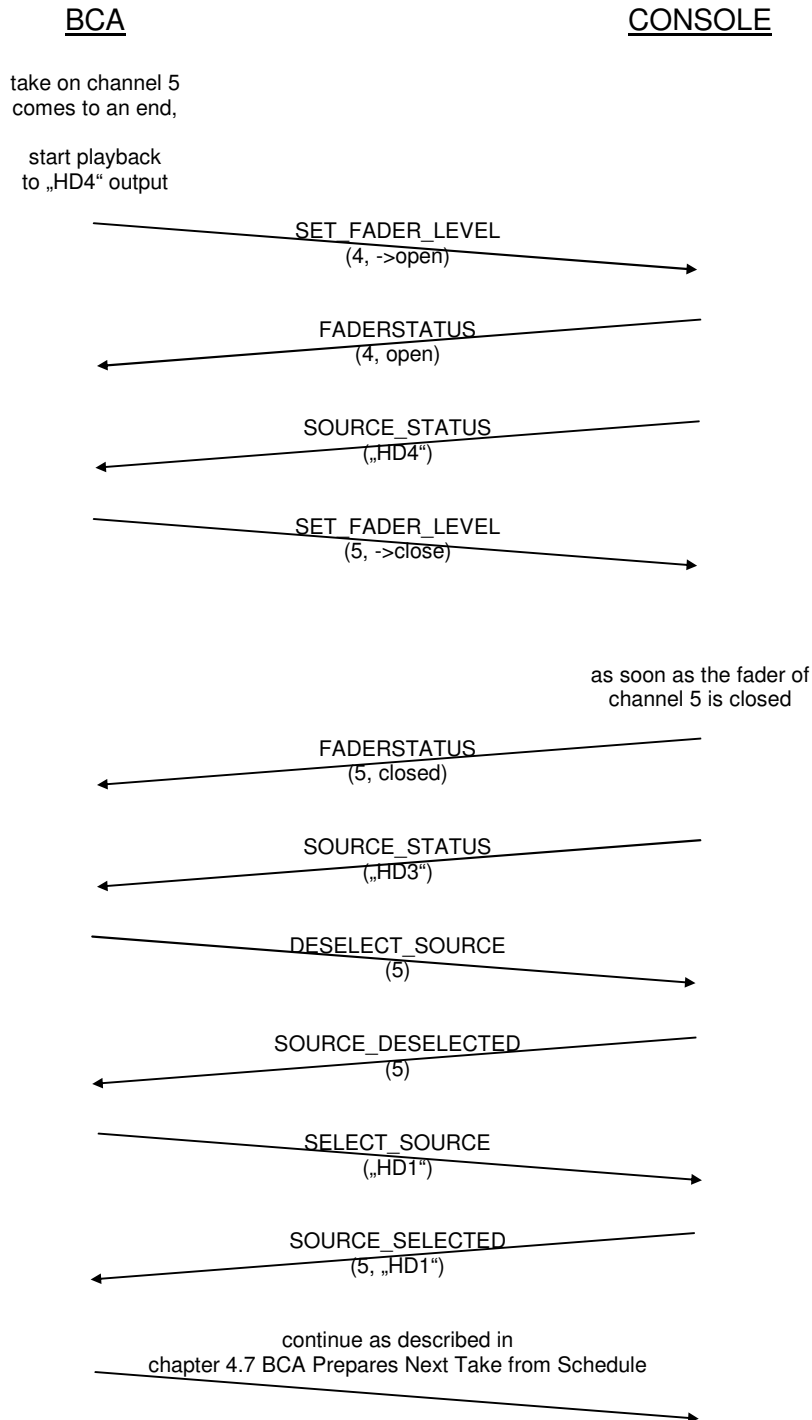 BCA
CONSOLE
take on channel 5
comes to an end,
start playback
to „HD4“ output
SET_FADER_LEVEL
(4, ->open)
FADERSTATUS
(4, open)
SOURCE_STATUS
(„HD4“)
SET_FADER_LEVEL
(5, ->close)
as soon as the fader of
channel 5 is closed
FADERSTATUS
(5, closed)
SOURCE_STATUS
(„HD3“)
DESELECT_SOURCE
(5)
SOURCE_DESELECTED
(5)
SELECT_SOURCE
(„HD1“)
SOURCE_SELECTED
(5, „HD1“)
continue as described in
chapter 4.7 BCA Prepares Next Take from Schedule